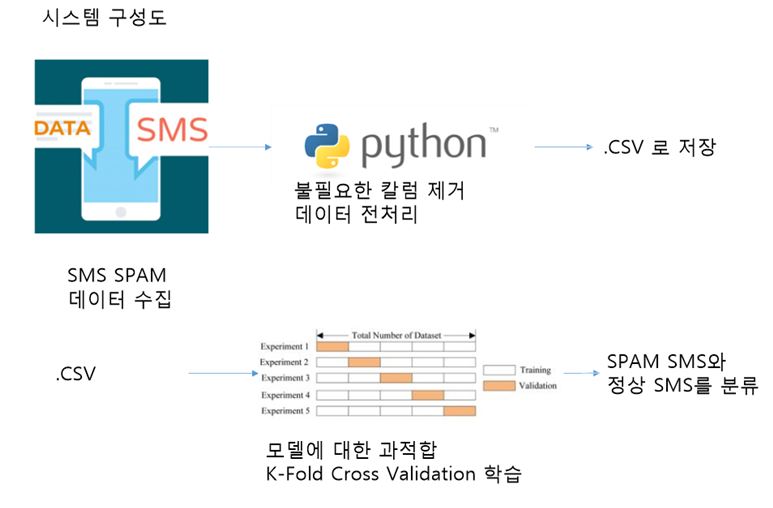 시스템 구성도
DATA
SMS
python™
.CSV 로 저장
불필요한 칼럼 제거
데이터 전처리
SMS SPAM
데이터 수집
.CSV
Total Number of Dataset
Experiment 1
Experiment 2
Experiment 3
Experiment 4
Experiment 5
Training
Validation
SPAM SMS와
정상 SMS를 분류
모델에 대한 과적합
K-Fold Cross Validation 학습